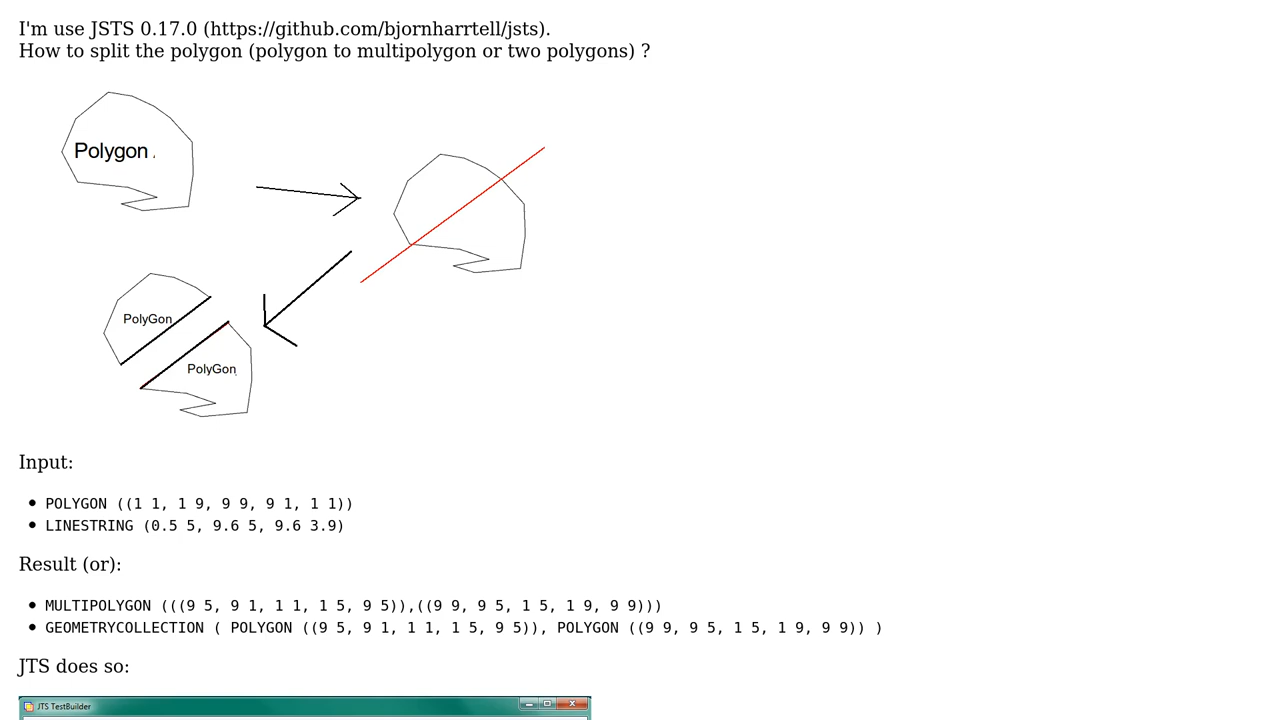 I'm use JSTS 0.17.0 (https://github.com/bjornharrtell/jsts).
How to split the polygon (polygon to multipolygon or two polygons) ?
Polygon
PolyGon
PolyGon
Input:
POLYGON ((1 1, 1 9, 9 9, 9 1, 1 1))
LINESTRING (0.5 5, 9.6 5, 9.6 3.9)
Result (or):
MULTIPOLYGON (((9 5, 9 1, 1 1, 1 5, 9 5)),((9 9, 9 5, 1 5, 1 9, 9 9)))
GEOMETRYCOLLECTION ( POLYGON ((9 5, 9 1, 1 1, 1 5, 9 5)), POLYGON ((9 9, 9 5, 1 5, 1 9, 9 9)) )
JTS does so:
JTS TestBuilder